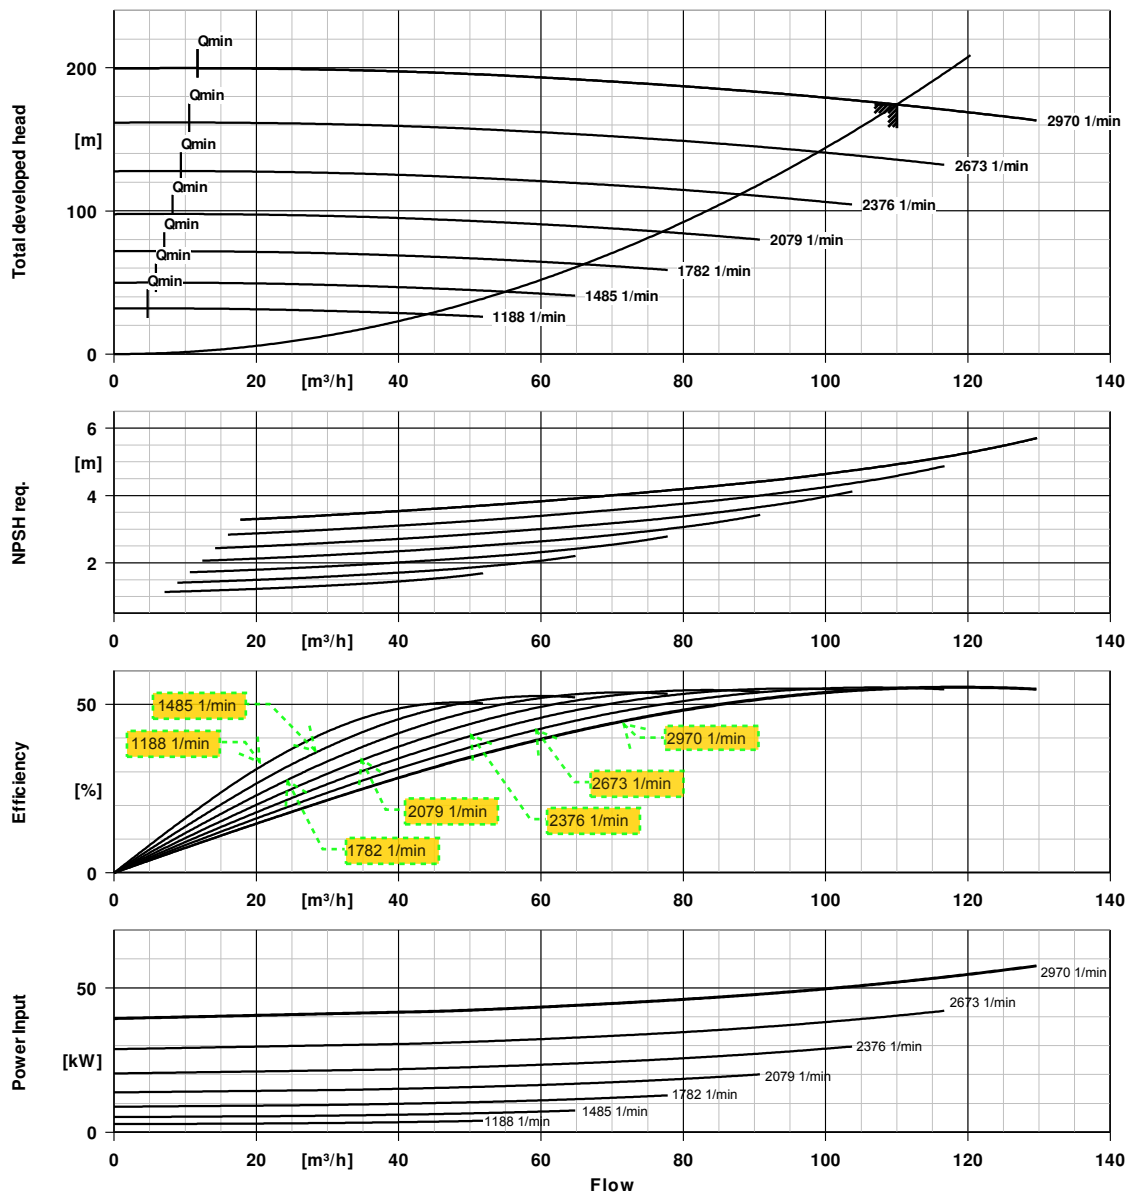 Total developed head
[m]
200
100
0
Qmin
Qmin
Qmin
Qmin
Qmin
Qmin
Qmin
2970 1/min
2673 1/min
2376 1/min
2079 1/min
1782 1/min
1485 1/min
1188 1/min
0 20 [m³/h] 40 60 80 100 120 140
NPSH req.
6
[m]
4
2
0 20 [m³/h] 40 60 80 100 120 140
Efficiency
50
[%]
0
1485 1/min
1188 1/min
2970 1/min
2673 1/min
2079 1/min
2376 1/min
1782 1/min
0 20 [m³/h] 40 60 80 100 120 140
Power Input
50
[kW]
0
2970 1/min
2673 1/min
2376 1/min
2079 1/min
1782 1/min
1485 1/min
1188 1/min
0 20 [m³/h] 40 60 80 100 120 140
Flow